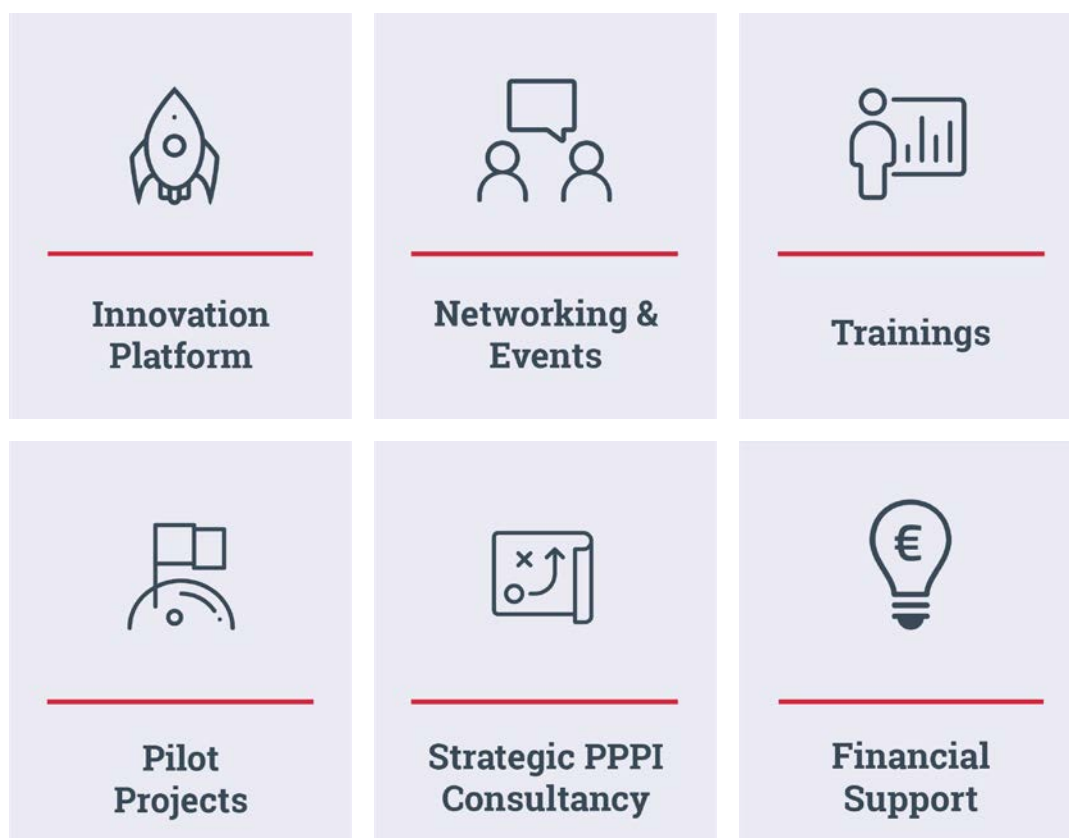 Innovation
Platform
Networking &
Events
Trainings
€
Pilot
Projects
Strategic PPPI
Consultancy
Financial
Support